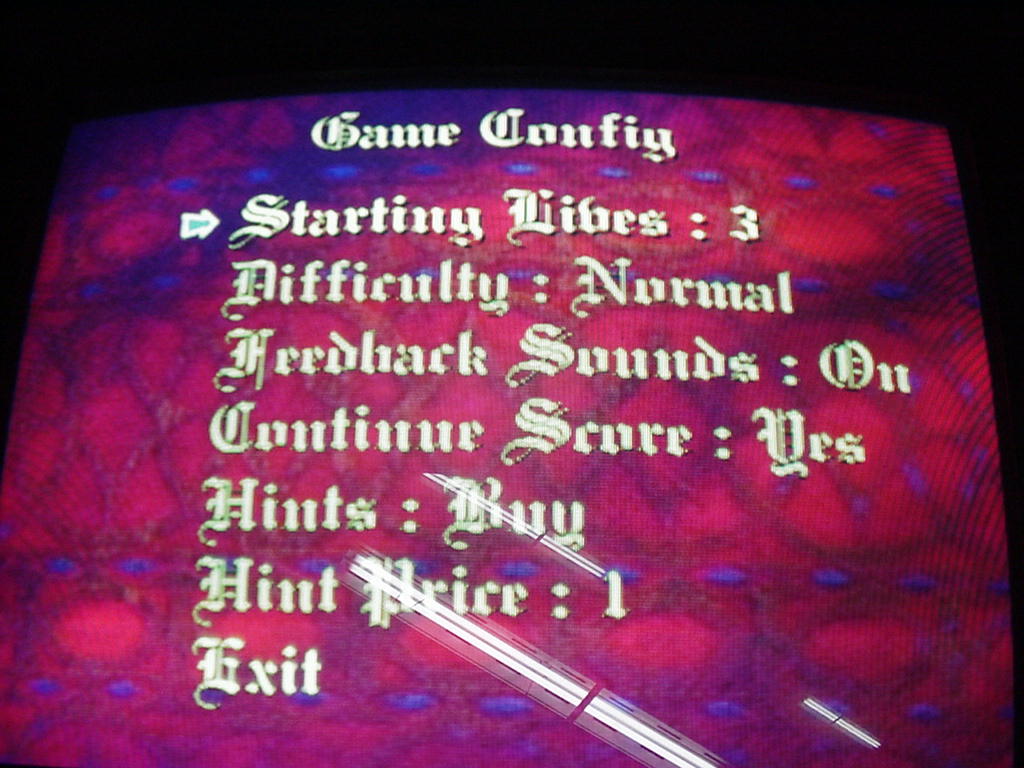 Game Config
Starting Lives : 3
Difficulty : Normal
Feedback Sounds : On
Continue Score : Yes
Hints : Buy
Hint Price : 1
Exit